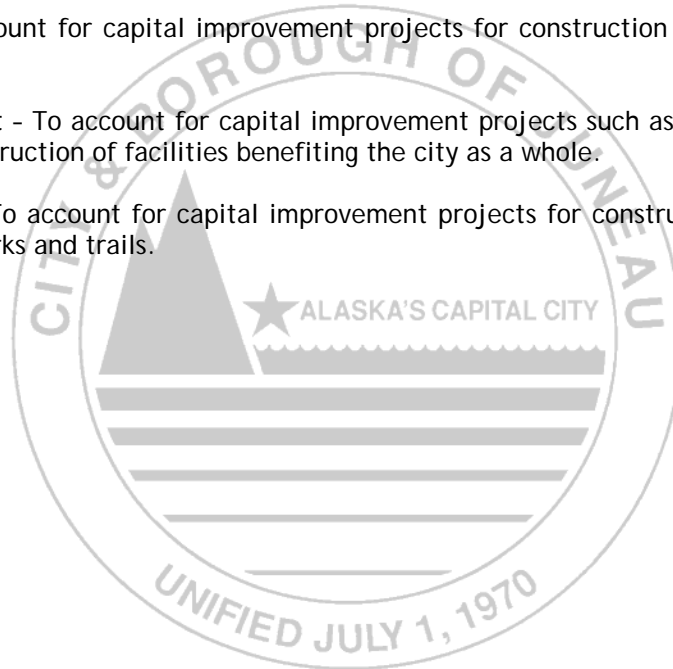 ount for capital improvement projects for construction
t - To account for capital improvement projects such as
ruction of facilities benefiting the city as a whole.
To account for capital improvement projects for constru
rks and trails.
CITY & BOROUGH OF JUNEAU
ALASKA'S CAPITAL CITY
UNIFIED JULY 1, 1970